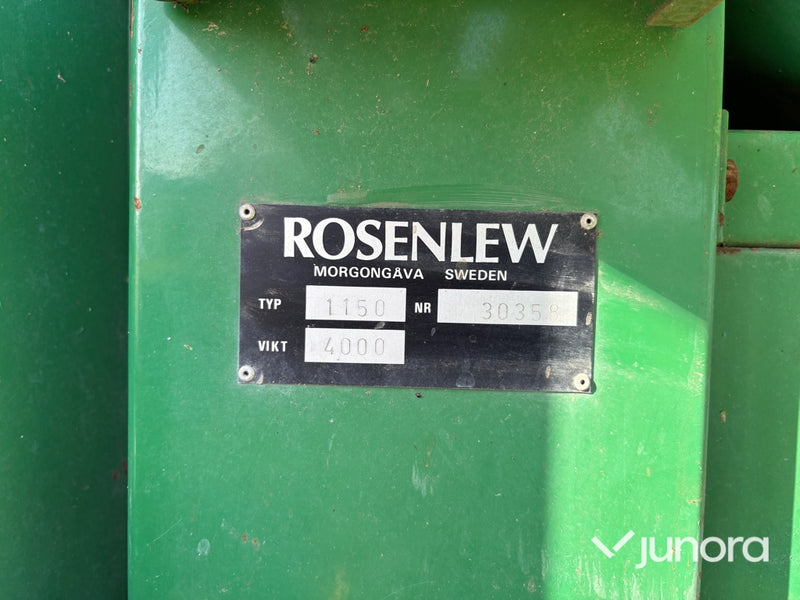 ROSENLEW
MORGONGÅVA SWEDEN
TYP 1150 NR 30358
VIKT 4000
junora